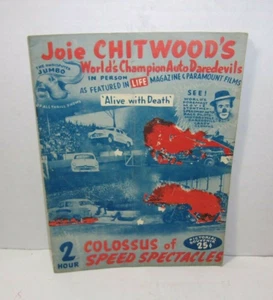 Joie CHITWOOD'S
World's Champion Auto Daredevils
IN PERSON
AS FEATURED IN LIFE MAGAZINE & PARAMOUNT FILMS
JUMBO
SEE!
"Alive with Death"
2
HOUR
COLOSSUS of
SPEED SPECTACLES
25¢